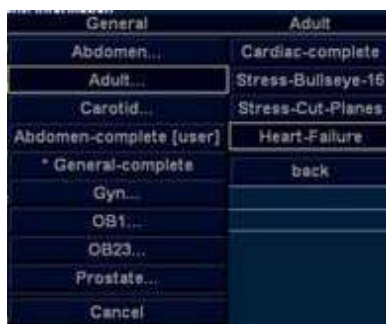 General
Abdomen...
Adult...
Carotid...
Abdomen-complete [user]
* General-complete
Gyn...
OB1...
OB23...
Prostate...
Cancel
Adult
Cardiac-complete
Stress-Bullseye-16
Stress-Cut-Planes
Heart-Failure
back